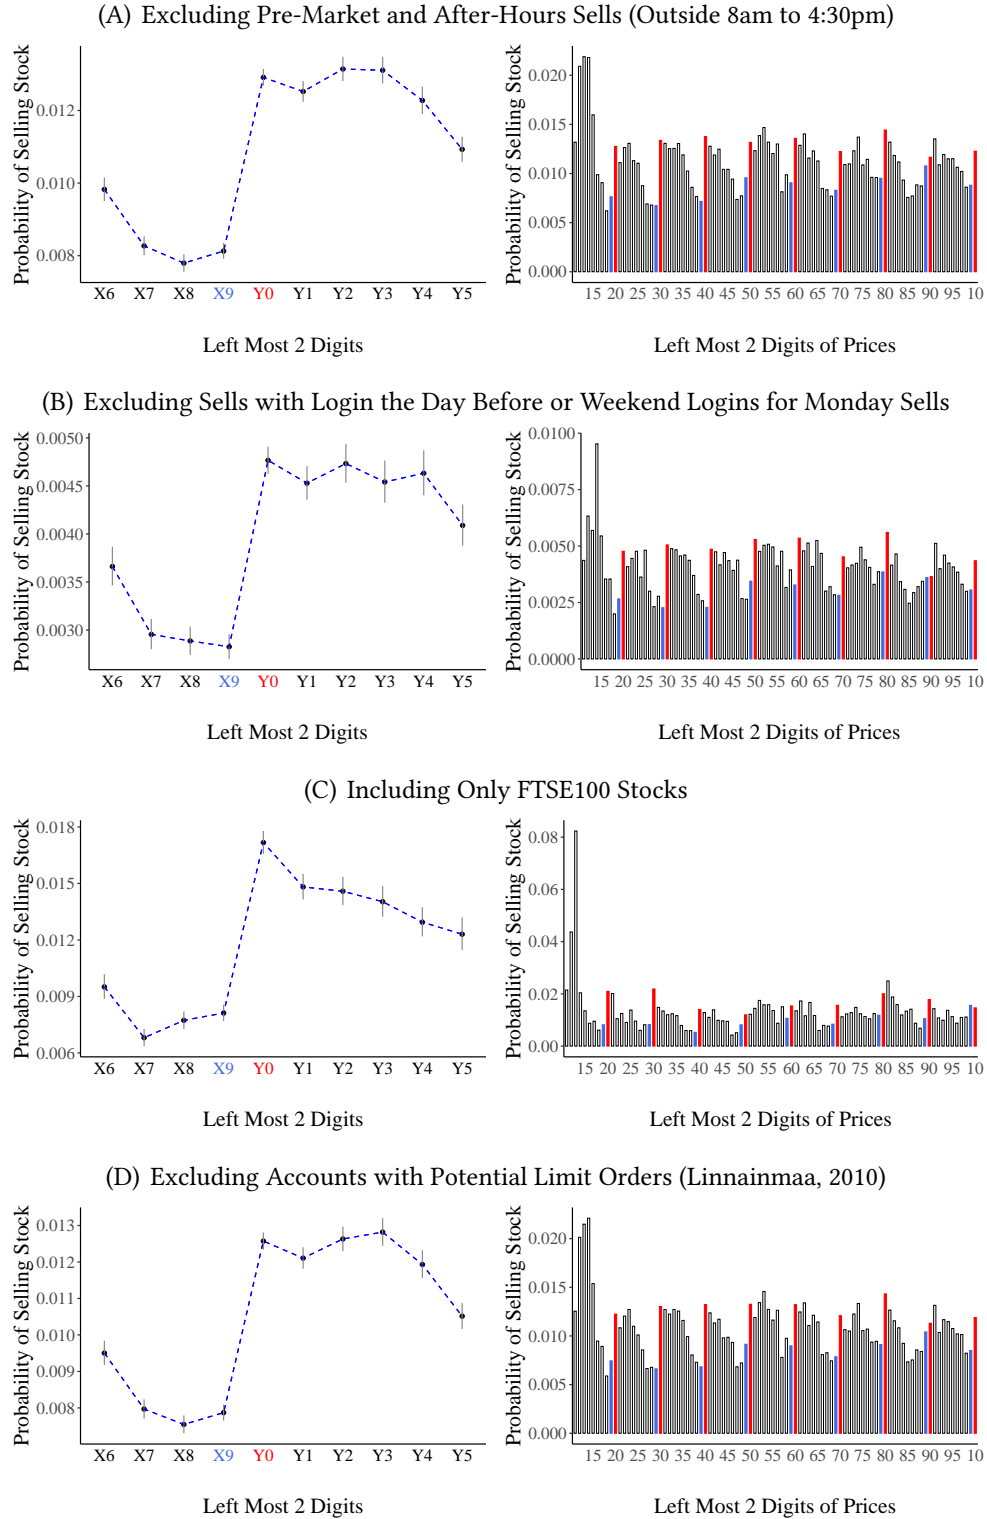 (A) Excluding Pre-Market and After-Hours Sells (Outside 8am to 4:30pm)
Probability of Selling Stock
0.012
0.010
0.008
X6 X7 X8 X9 Y0 Y1 Y2 Y3 Y4 Y5
Left Most 2 Digits
Probability of Selling Stock
0.020
0.015
0.010
0.005
0.000
15 20 25 30 35 40 45 50 55 60 65 70 75 80 85 90 95 10
Left Most 2 Digits of Prices
(B) Excluding Sells with Login the Day Before or Weekend Logins for Monday Sells
Probability of Selling Stock
0.0050
0.0045
0.0040
0.0035
0.0030
X6 X7 X8 X9 Y0 Y1 Y2 Y3 Y4 Y5
Left Most 2 Digits
Probability of Selling Stock
0.0100
0.0075
0.0050
0.0025
0.0000
15 20 25 30 35 40 45 50 55 60 65 70 75 80 85 90 95 10
Left Most 2 Digits of Prices
(C) Including Only FTSE100 Stocks
Probability of Selling Stock
0.018
0.015
0.012
0.009
0.006
X6 X7 X8 X9 Y0 Y1 Y2 Y3 Y4 Y5
Left Most 2 Digits
Probability of Selling Stock
0.08
0.06
0.04
0.02
0.00
15 20 25 30 35 40 45 50 55 60 65 70 75 80 85 90 95 10
Left Most 2 Digits of Prices
(D) Excluding Accounts with Potential Limit Orders (Linnainmaa, 2010)
Probability of Selling Stock
0.013
0.012
0.011
0.010
0.009
0.008
X6 X7 X8 X9 Y0 Y1 Y2 Y3 Y4 Y5
Left Most 2 Digits
Probability of Selling Stock
0.020
0.015
0.010
0.005
0.000
15 20 25 30 35 40 45 50 55 60 65 70 75 80 85 90 95 10
Left Most 2 Digits of Prices